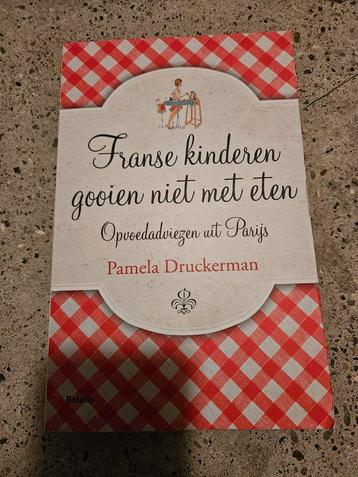 Franse kinderen
gooien niet met eten
Opvoedadviezen uit Parijs
Pamela Druckerman
Balans